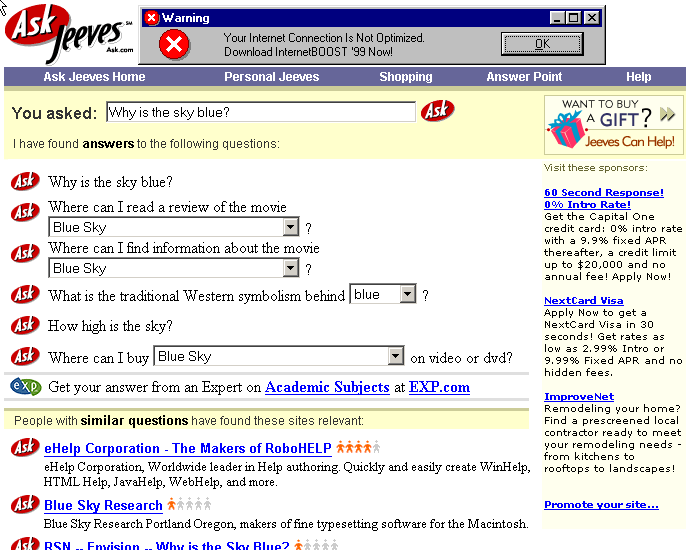 Ask Jeeves Ask.com
Warning
Your Internet Connection Is Not Optimized.
Download InternetBOOST '99 Now!
OK
Ask Jeeves Home Personal Jeeves Shopping Answer Point Help
You asked: Why is the sky blue? Ask
I have found answers to the following questions:
Ask Why is the sky blue?
Ask Where can I read a review of the movie
Blue Sky ?
Ask Where can I find information about the movie
Blue Sky ?
Ask What is the traditional Western symbolism behind blue ?
Ask How high is the sky?
Ask Where can I buy Blue Sky on video or dvd?
exp Get your answer from an Expert on Academic Subjects at EXP.com
People with similar questions have found these sites relevant:
Ask eHelp Corporation - The Makers of RoboHELP
eHelp Corporation, Worldwide leader in Help authoring. Quickly and easily create WinHelp,
HTML Help, JavaHelp, WebHelp, and more.
Ask Blue Sky Research
Blue Sky Research Portland Oregon, makers of fine typesetting software for the Macintosh.
Ask RSN -- Envision -- Why is the Sky Blue?
WANT TO BUY
A GIFT?
Jeeves Can Help!
Visit these sponsors:
60 Second Response!
0% Intro Rate!
Get the Capital One
credit card: 0% intro rate
with a 9.9% fixed APR
thereafter, a credit limit
up to $20,000 and no
annual fee! Apply Now!
NextCard Visa
Apply Now to get a
NextCard Visa in 30
seconds! Get rates as
low as 2.99% Intro or
9.99% Fixed APR and no
hidden fees.
ImproveNet
Remodeling your home?
Find a prescreened local
contractor ready to meet
your remodeling needs -
from kitchens to
rooftops to landscapes!
Promote your site...